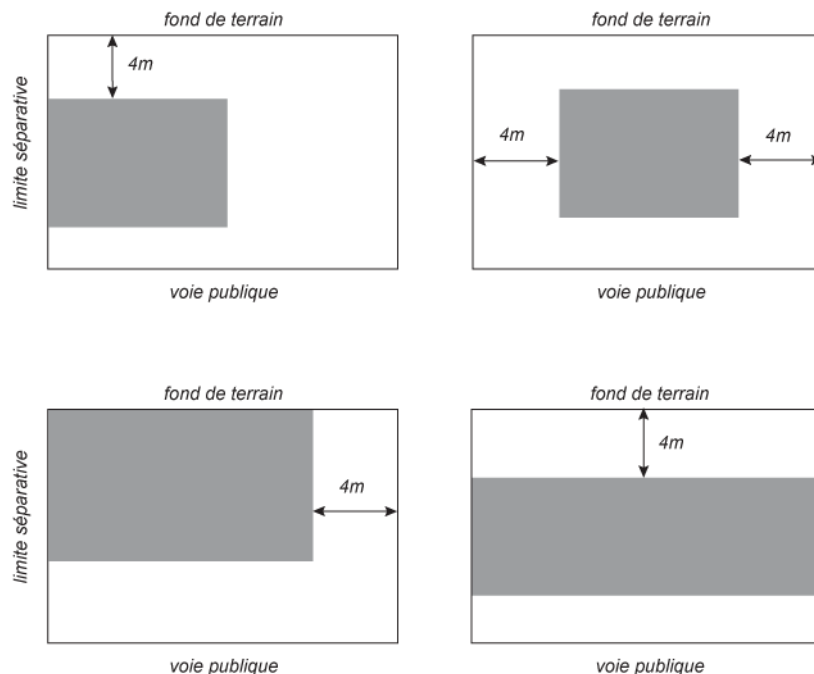 fond de terrain
4m
limite séparative
voie publique
fond de terrain
4m
4m
voie publique
fond de terrain
4m
limite séparative
voie publique
fond de terrain
4m
voie publique